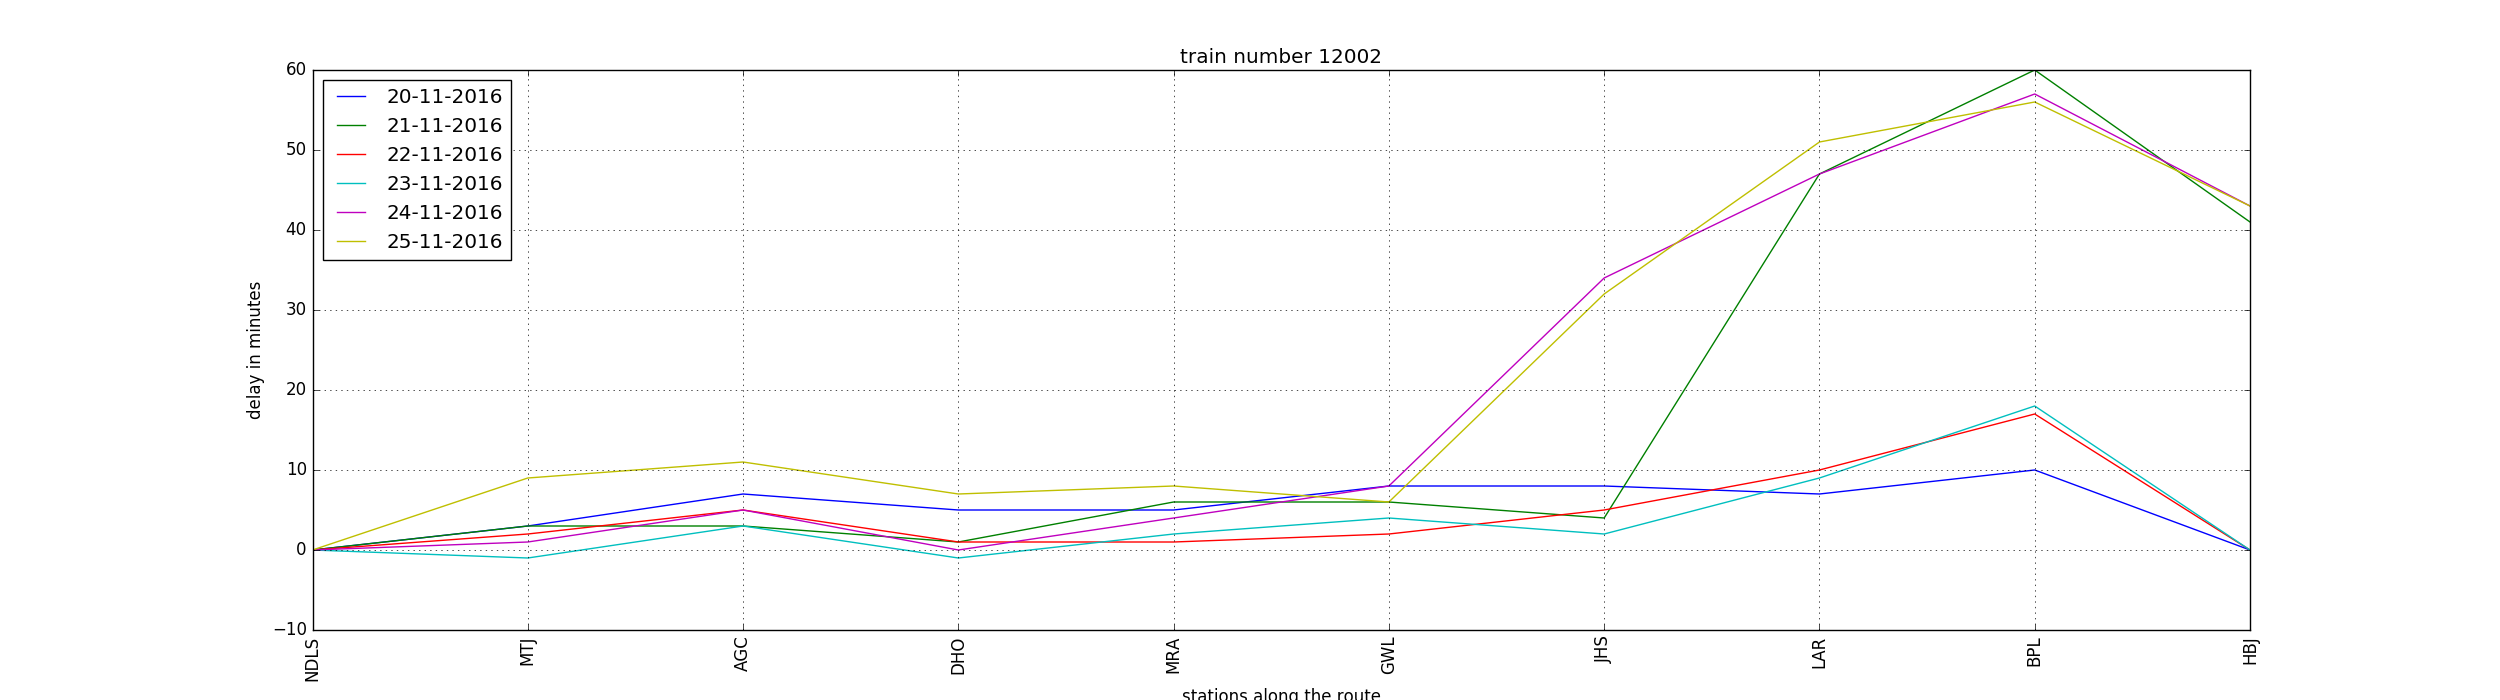 train number 12002
60
50
40
30
20
10
0
−10
20-11-2016
21-11-2016
22-11-2016
23-11-2016
24-11-2016
25-11-2016
delay in minutes
NDLS
MTJ
AGC
DHO
MRA
GWL
JHS
LAR
BPL
HBJ
stations along the route